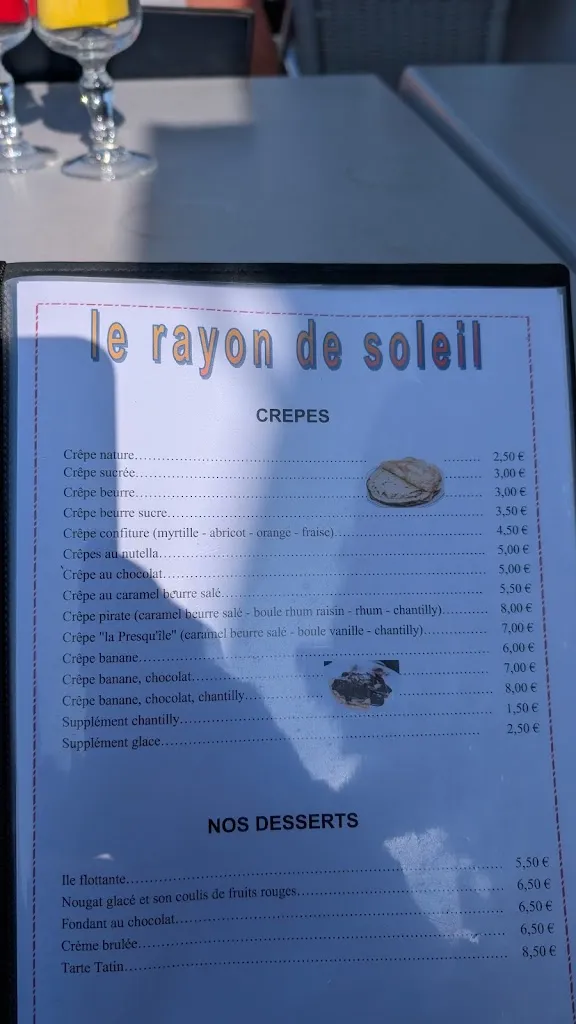 le rayon de soleil
CREPES
Crêpe nature 2,50 €
Crêpe sucrée 3,00 €
Crêpe beurre 3,00 €
Crêpe beurre sucre 3,50 €
Crêpe confiture (myrtille - abricot - orange - fraise) 4,50 €
Crêpes au nutella 5,00 €
Crêpe au chocolat 5,00 €
Crêpe au caramel beurre salé 5,50 €
Crêpe pirate (caramel beurre salé - boule rhum raisin - rhum - chantilly) 8,00 €
Crêpe "la Presqu'île" (caramel beurre salé - boule vanille - chantilly) 7,00 €
Crêpe banane 6,00 €
Crêpe banane, chocolat 7,00 €
Crêpe banane, chocolat, chantilly 8,00 €
Supplément chantilly 1,50 €
Supplément glace 2,50 €
NOS DESSERTS
Ile flottante 5,50 €
Nougat glacé et son coulis de fruits rouges 6,50 €
Fondant au chocolat 6,50 €
Crème brulée 6,50 €
Tarte Tatin 8,50 €